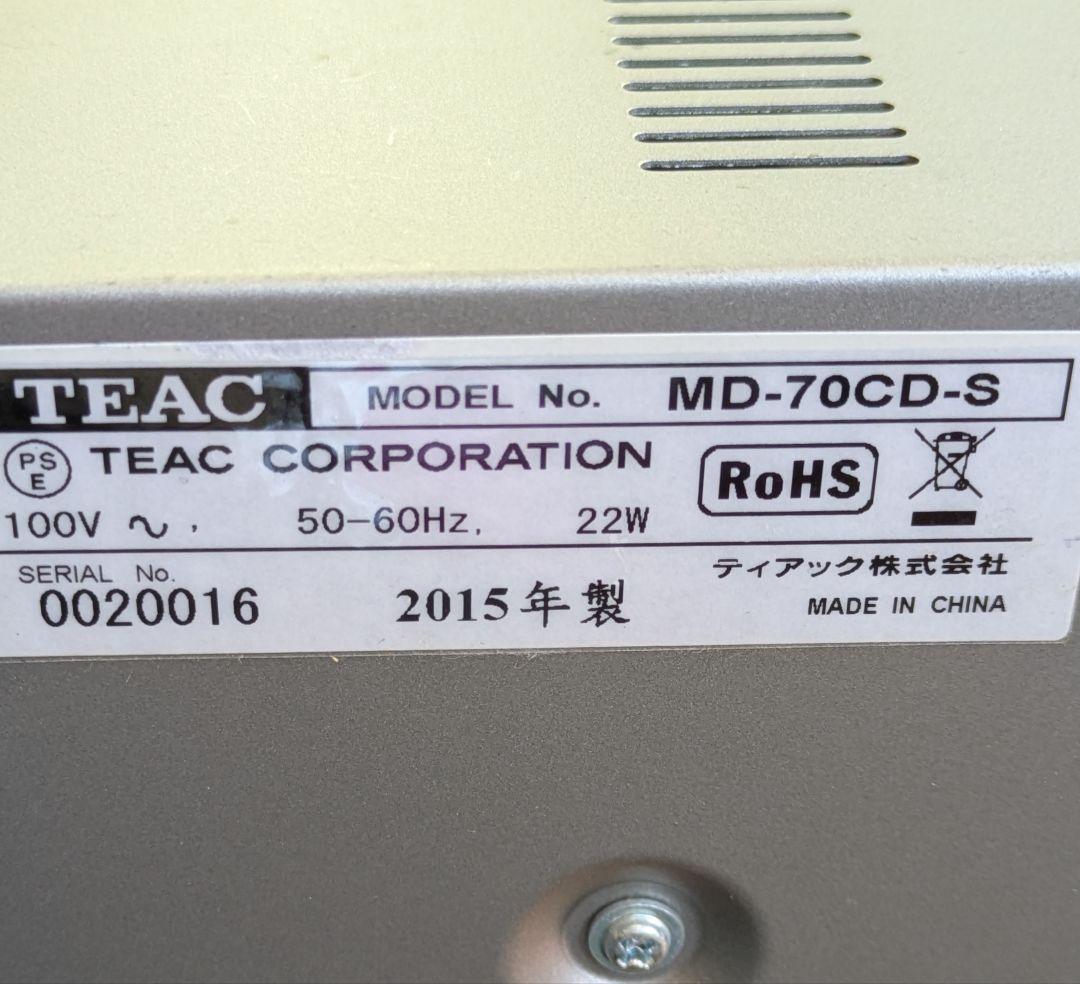 TEAC MODEL No. MD-70CD-S
PSE TEAC CORPORATION RoHS
100V ∿, 50-60Hz, 22W
SERIAL No. ティアック株式会社
0020016 2015年製 MADE IN CHINA